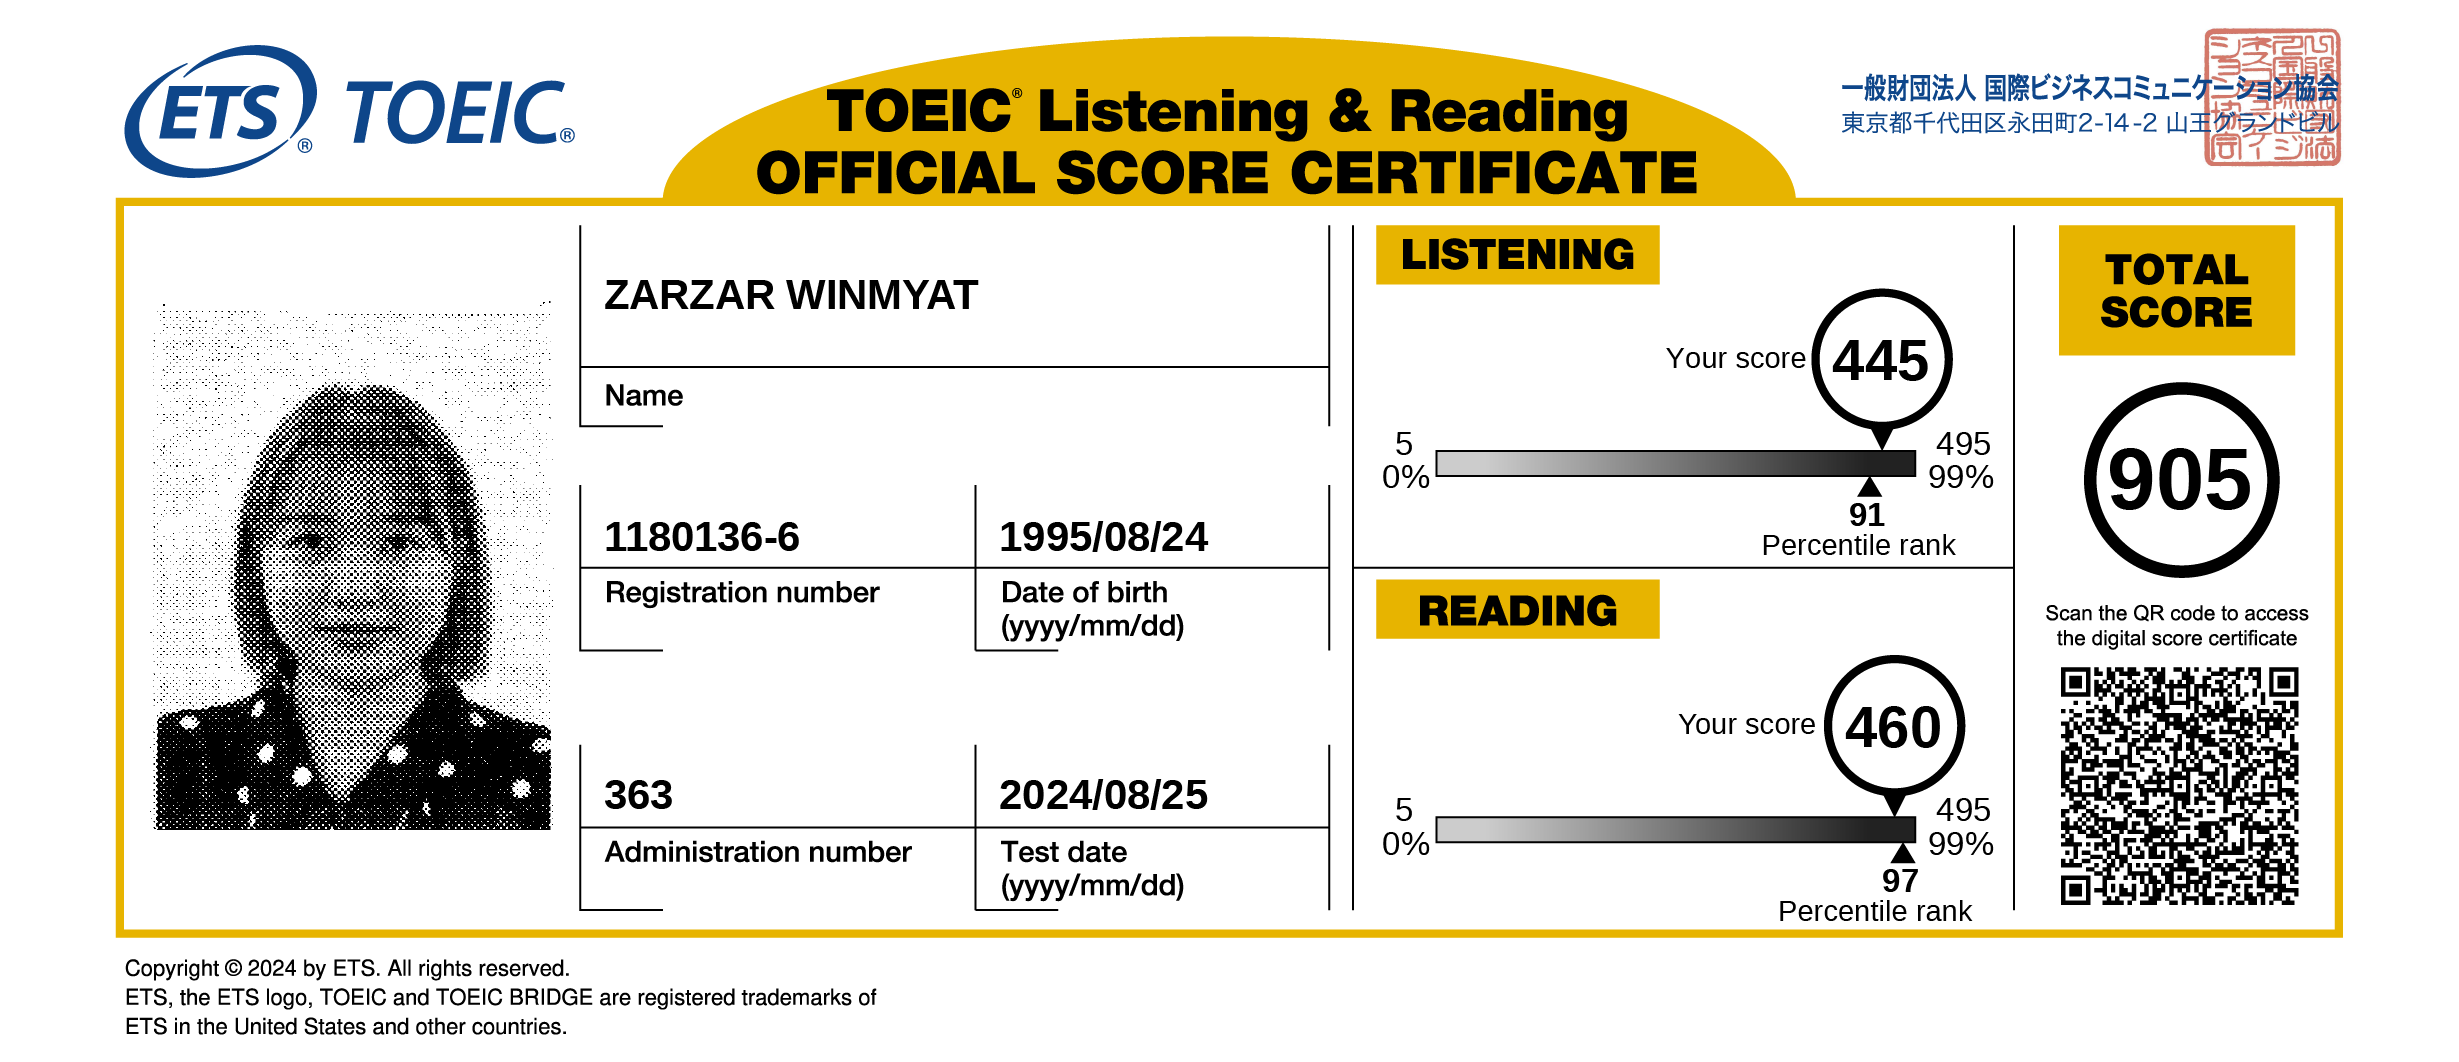 ETS® TOEIC®
TOEIC® Listening & Reading
OFFICIAL SCORE CERTIFICATE
一般財団法人 国際ビジネスコミュニケーション協会
東京都千代田区永田町2-14-2 山王グランドビル
ZARZAR WINMYAT
Name
1180136-6
Registration number
1995/08/24
Date of birth
(yyyy/mm/dd)
363
Administration number
2024/08/25
Test date
(yyyy/mm/dd)
LISTENING
Your score 445
5 495
0% 99%
91
Percentile rank
READING
Your score 460
5 495
0% 99%
97
Percentile rank
TOTAL
SCORE
905
Scan the QR code to access
the digital score certificate
Copyright © 2024 by ETS. All rights reserved.
ETS, the ETS logo, TOEIC and TOEIC BRIDGE are registered trademarks of
ETS in the United States and other countries.